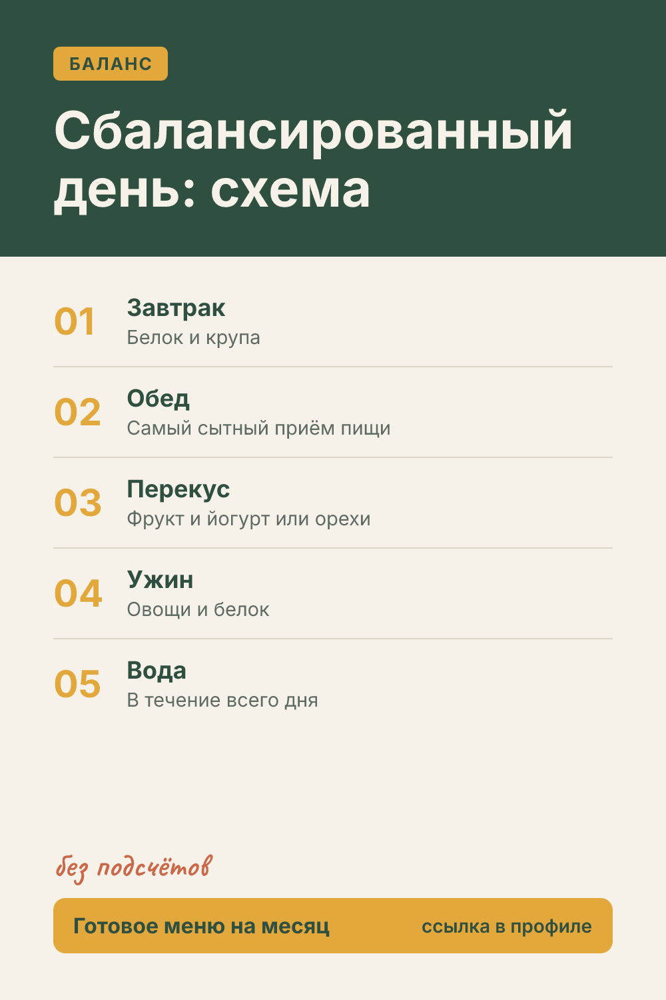 БАЛАНС
Сбалансированный
день: схема
01
Завтрак
Белок и крупа
02
Обед
Самый сытный приём пищи
03
Перекус
Фрукт и йогурт или орехи
04
Ужин
Овощи и белок
05
Вода
В течение всего дня
без подсчётов
Готовое меню на месяц
ссылка в профиле